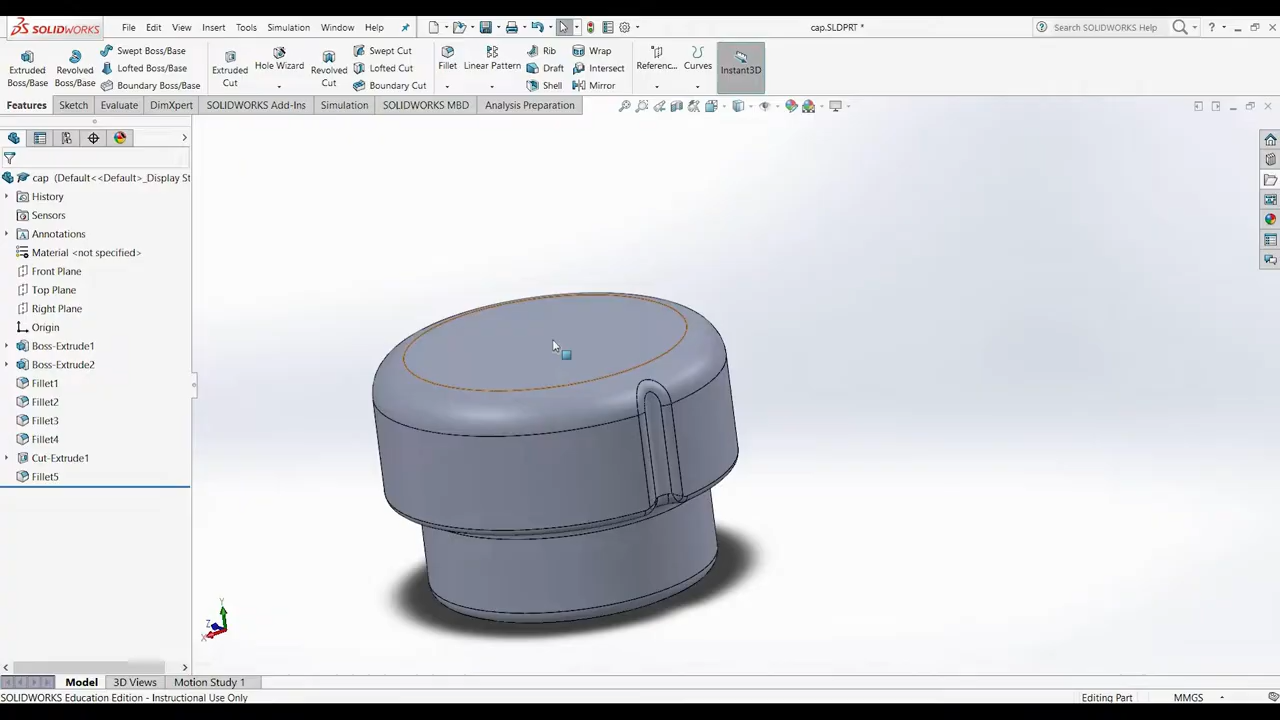 SOLIDWORKS File Edit View Insert Tools Simulation Window Help cap.SLDPRT * Search SOLIDWORKS Help
Extruded Boss/Base
Revolved Boss/Base
Swept Boss/Base
Lofted Boss/Base
Boundary Boss/Base
Extruded Cut
Hole Wizard
Revolved Cut
Swept Cut
Lofted Cut
Boundary Cut
Fillet
Linear Pattern
Rib
Draft
Shell
Wrap
Intersect
Mirror
Referenc...
Curves
Instant3D
Features Sketch Evaluate DimXpert SOLIDWORKS Add-Ins Simulation SOLIDWORKS MBD Analysis Preparation
cap (Default<<Default>_Display St
History
Sensors
Annotations
Material <not specified>
Front Plane
Top Plane
Right Plane
Origin
Boss-Extrude1
Boss-Extrude2
Fillet1
Fillet2
Fillet3
Fillet4
Cut-Extrude1
Fillet5
Y
Z
X
Model 3D Views Motion Study 1
SOLIDWORKS Education Edition - Instructional Use Only Editing Part MMGS